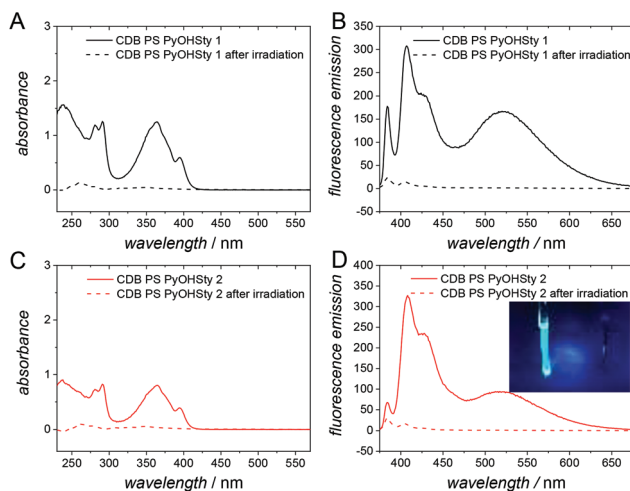 A
CDB PS PyOHSty 1
CDB PS PyOHSty 1 after irradiation
absorbance
3
2
1
0
250 300 350 400 450 500 550
wavelength / nm
B
CDB PS PyOHSty 1
CDB PS PyOHSty 1 after irradiation
fluorescence emission
350
300
250
200
150
100
50
0
-50
400 450 500 550 600 650
wavelength / nm
C
CDB PS PyOHSty 2
CDB PS PyOHSty 2 after irradiation
absorbance
3
2
1
0
250 300 350 400 450 500 550
wavelength / nm
D
CDB PS PyOHSty 2
CDB PS PyOHSty 2 after irradiation
fluorescence emission
400
350
300
250
200
150
100
50
0
-50
400 450 500 550 600 650
wavelength / nm